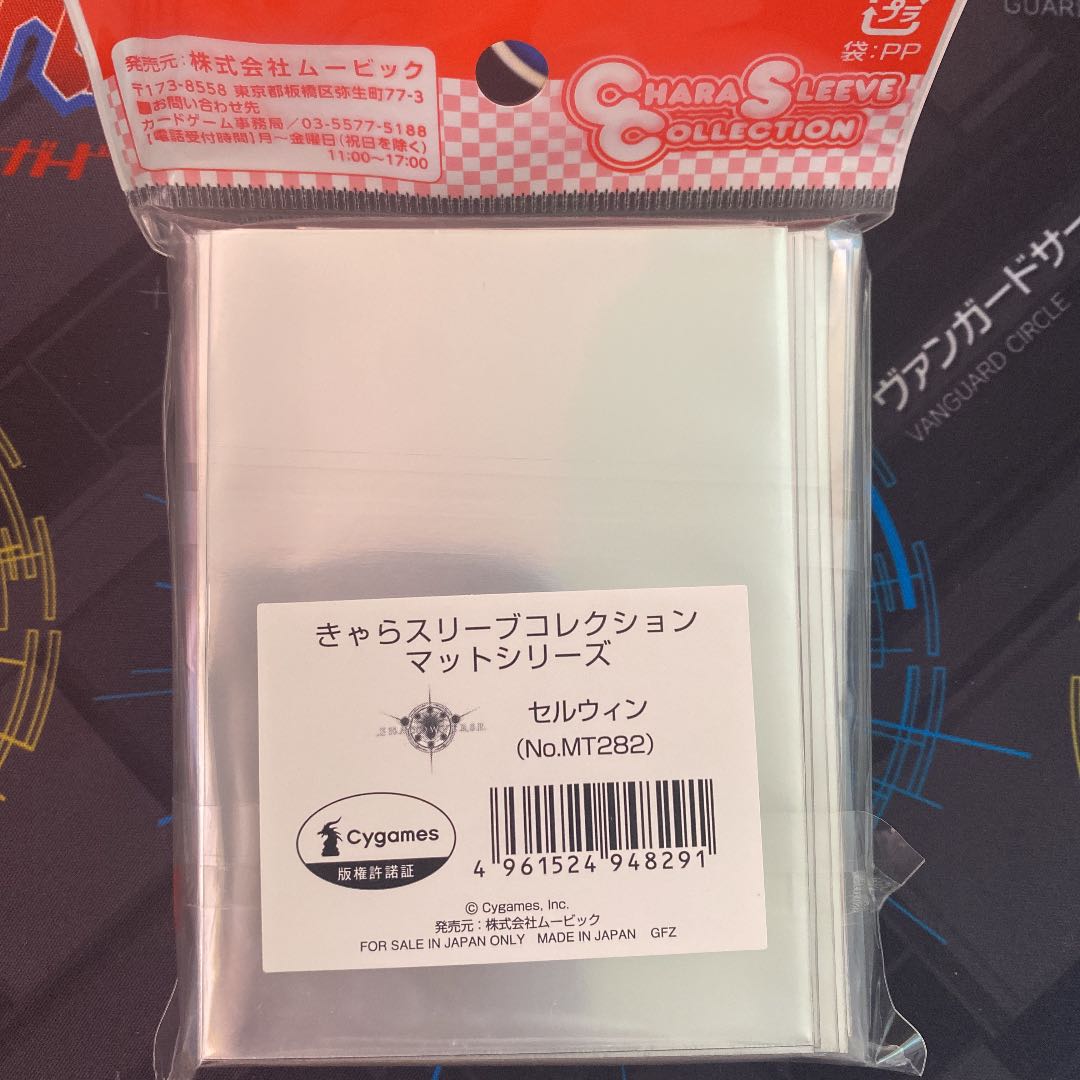 プラ
袋:PP
発売元:株式会社ムービック
〒173-8558 東京都板橋区弥生町77-3
■お問い合わせ先
カードゲーム事務局/03-5577-5188
【電話受付時間】月〜金曜日(祝日を除く)
11:00〜17:00
CHARA SLEEVE
COLLECTION
GUAR
ガード
ヴァンガードサー
VANGUARD CIRCLE
きゃらスリーブコレクション
マットシリーズ
セルウィン
(No.MT282)
Cygames
版権許諾証
4 961524 948291
© Cygames, Inc.
発売元:株式会社ムービック
FOR SALE IN JAPAN ONLY MADE IN JAPAN GFZ